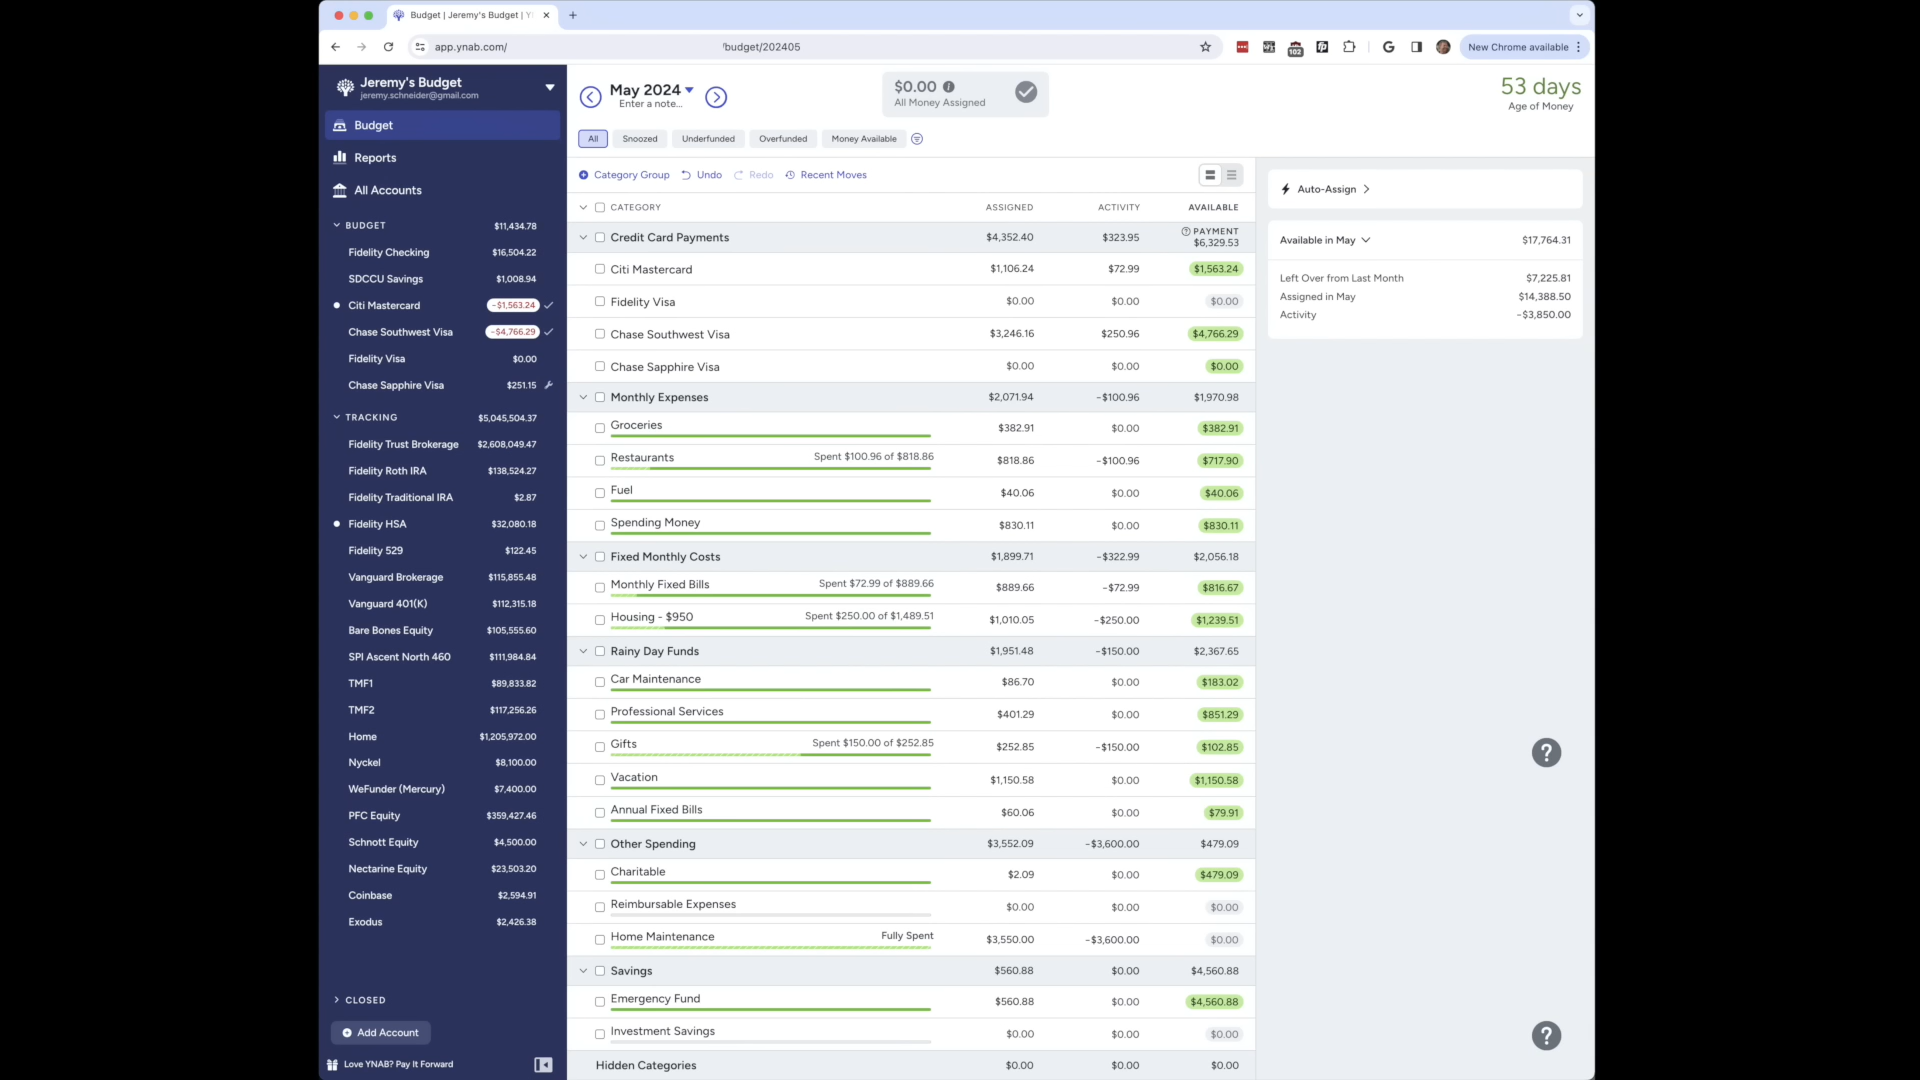 Budget | Jeremy's Budget | Y
app.ynab.com/ /budget/202405
102
New Chrome available
Jeremy's Budget
jeremy.schneider@gmail.com
Budget
Reports
All Accounts
BUDGET $11,434.78
Fidelity Checking $16,504.22
SDCCU Savings $1,008.94
Citi Mastercard -$1,563.24
Chase Southwest Visa -$4,766.29
Fidelity Visa $0.00
Chase Sapphire Visa $251.15
TRACKING $5,045,504.37
Fidelity Trust Brokerage $2,608,049.47
Fidelity Roth IRA $138,524.27
Fidelity Traditional IRA $2.87
Fidelity HSA $32,080.18
Fidelity 529 $122.45
Vanguard Brokerage $115,855.48
Vanguard 401(K) $112,315.18
Bare Bones Equity $105,555.60
SPI Ascent North 460 $111,984.84
TMF1 $89,833.82
TMF2 $117,256.26
Home $1,205,972.00
Nyckel $8,100.00
WeFunder (Mercury) $7,400.00
PFC Equity $359,427.46
Schnott Equity $4,500.00
Nectarine Equity $23,503.20
Coinbase $2,594.91
Exodus $2,426.38
CLOSED
Add Account
Love YNAB? Pay It Forward
May 2024
Enter a note...
$0.00
All Money Assigned
53 days
Age of Money
All Snoozed Underfunded Overfunded Money Available
Category Group Undo Redo Recent Moves
CATEGORY ASSIGNED ACTIVITY AVAILABLE
Credit Card Payments $4,352.40 $323.95 PAYMENT $6,329.53
Citi Mastercard $1,106.24 $72.99 $1,563.24
Fidelity Visa $0.00 $0.00 $0.00
Chase Southwest Visa $3,246.16 $250.96 $4,766.29
Chase Sapphire Visa $0.00 $0.00 $0.00
Monthly Expenses $2,071.94 -$100.96 $1,970.98
Groceries $382.91 $0.00 $382.91
Restaurants Spent $100.96 of $818.86 $818.86 -$100.96 $717.90
Fuel $40.06 $0.00 $40.06
Spending Money $830.11 $0.00 $830.11
Fixed Monthly Costs $1,899.71 -$322.99 $2,056.18
Monthly Fixed Bills Spent $72.99 of $889.66 $889.66 -$72.99 $816.67
Housing - $950 Spent $250.00 of $1,489.51 $1,010.05 -$250.00 $1,239.51
Rainy Day Funds $1,951.48 -$150.00 $2,367.65
Car Maintenance $86.70 $0.00 $183.02
Professional Services $401.29 $0.00 $851.29
Gifts Spent $150.00 of $252.85 $252.85 -$150.00 $102.85
Vacation $1,150.58 $0.00 $1,150.58
Annual Fixed Bills $60.06 $0.00 $79.91
Other Spending $3,552.09 -$3,600.00 $479.09
Charitable $2.09 $0.00 $479.09
Reimbursable Expenses $0.00 $0.00 $0.00
Home Maintenance Fully Spent $3,550.00 -$3,600.00 $0.00
Savings $560.88 $0.00 $4,560.88
Emergency Fund $560.88 $0.00 $4,560.88
Investment Savings $0.00 $0.00 $0.00
Hidden Categories $0.00 $0.00 $0.00
Auto-Assign
Available in May $17,764.31
Left Over from Last Month $7,225.81
Assigned in May $14,388.50
Activity -$3,850.00
?
?